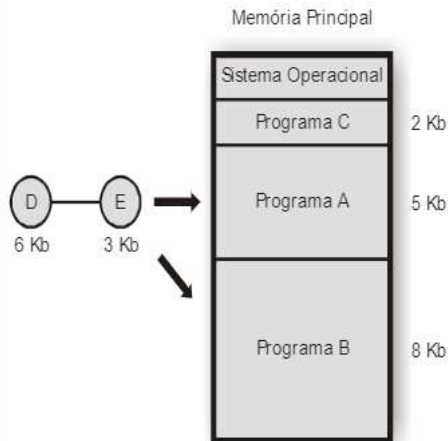 Memória Principal
Sistema Operacional
Programa C
2 Kb
Programa A
5 Kb
D
E
6 Kb
3 Kb
Programa B
8 Kb